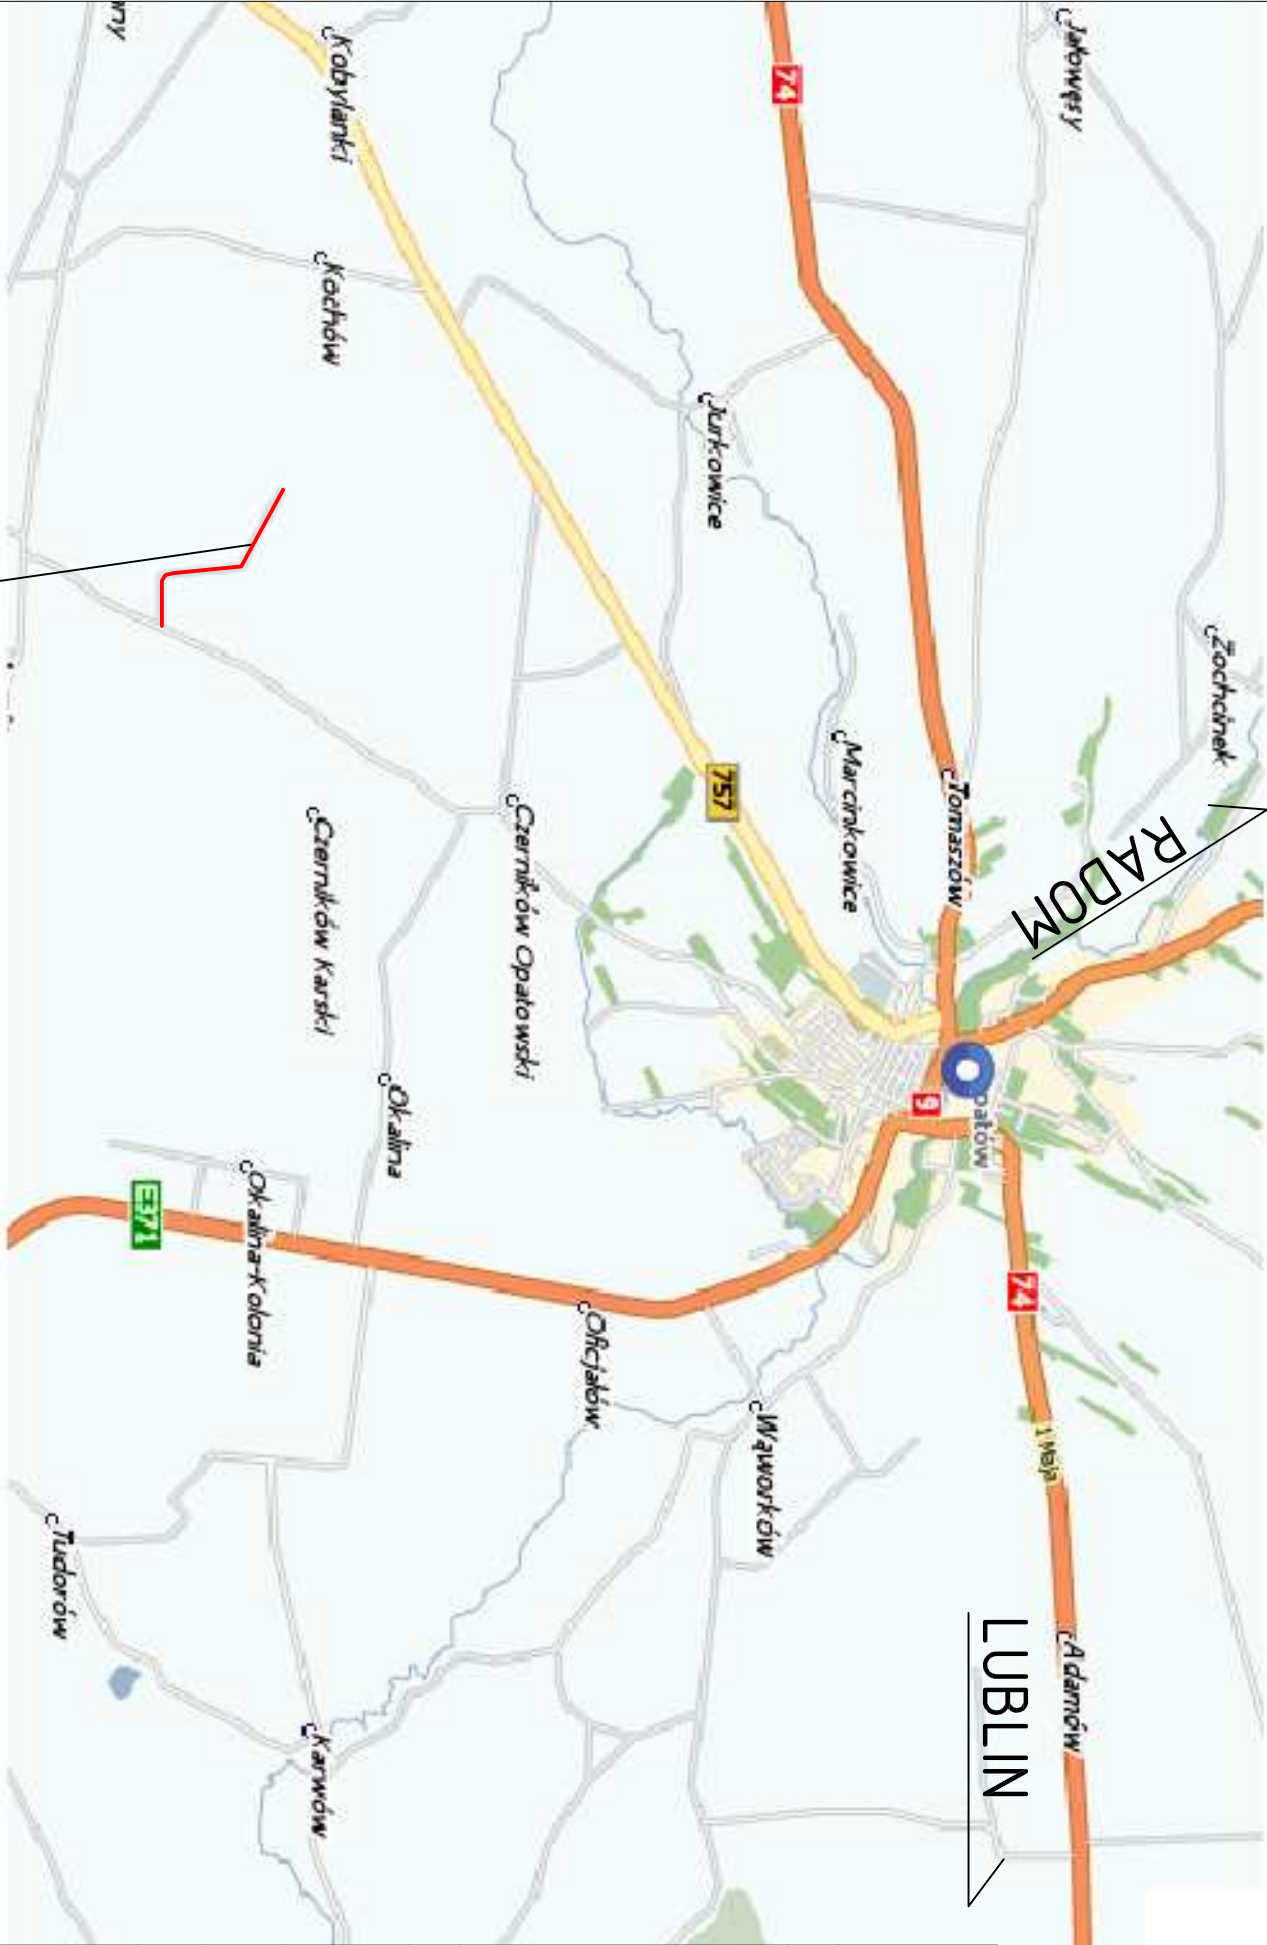 Jałowęsy
74
Kobylanki
Kochów
Jurkowice
Żochcinek
Tomaszów
Marcinkowice
757
RADOM
Czerników Opatowski
Czerników Karski
9
patów
Okalina
Okalina-Kolonia
E371
74
Oficjałów
1 Maja
Wąworków
Tudorów
Adamów
LUBLIN
Karwów